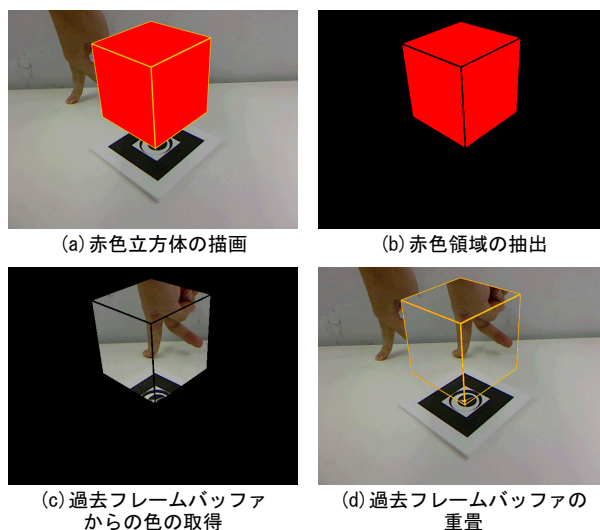 (a)赤色立方体の描画
(b)赤色領域の抽出
(c)過去フレームバッファ
からの色の取得
(d)過去フレームバッファの
重畳